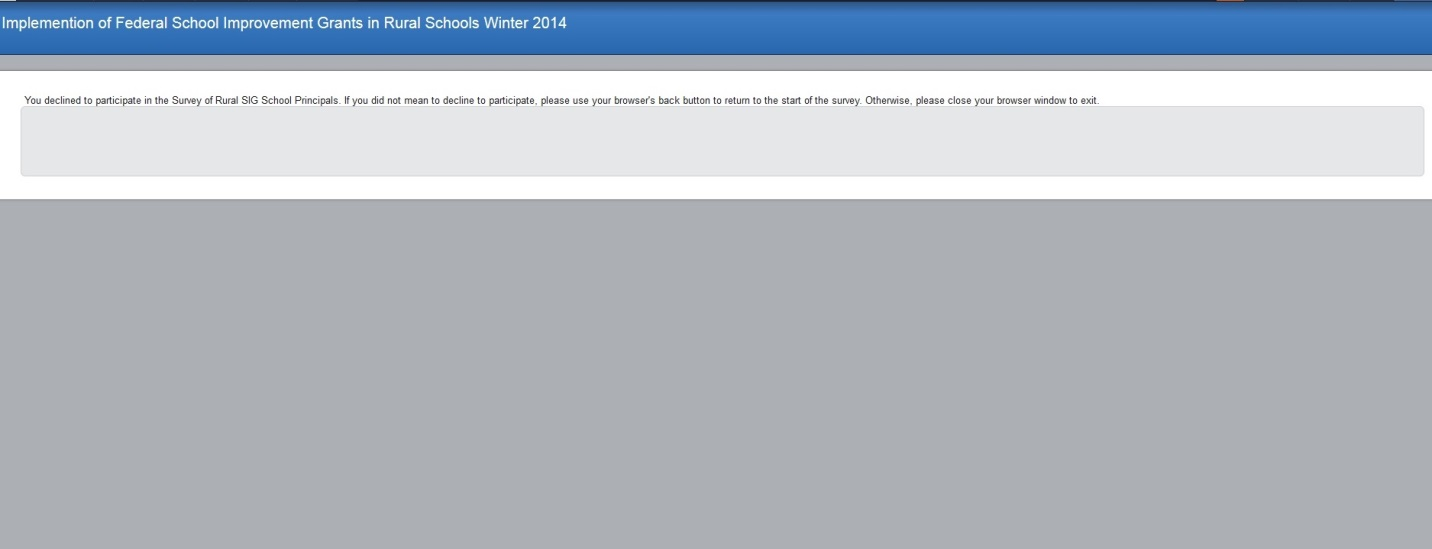 Implemention of Federal School Improvement Grants in Rural Schools Winter 2014
You declined to participate in the Survey of Rural SIG School Principals. If you did not mean to decline to participate, please use your browser's back button to return to the start of the survey. Otherwise, please close your browser window to exit.